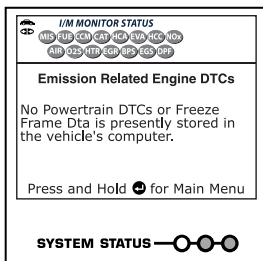 I/M MONITOR STATUS
MIS FUE CCM CAT HCA EVA HCC NOx
AIR O2S HTR EGR BPS EGS DPF
Emission Related Engine DTCs
No Powertrain DTCs or Freeze
Frame Dta is presently stored in
the vehicle's computer.
Press and Hold for Main Menu
SYSTEM STATUS